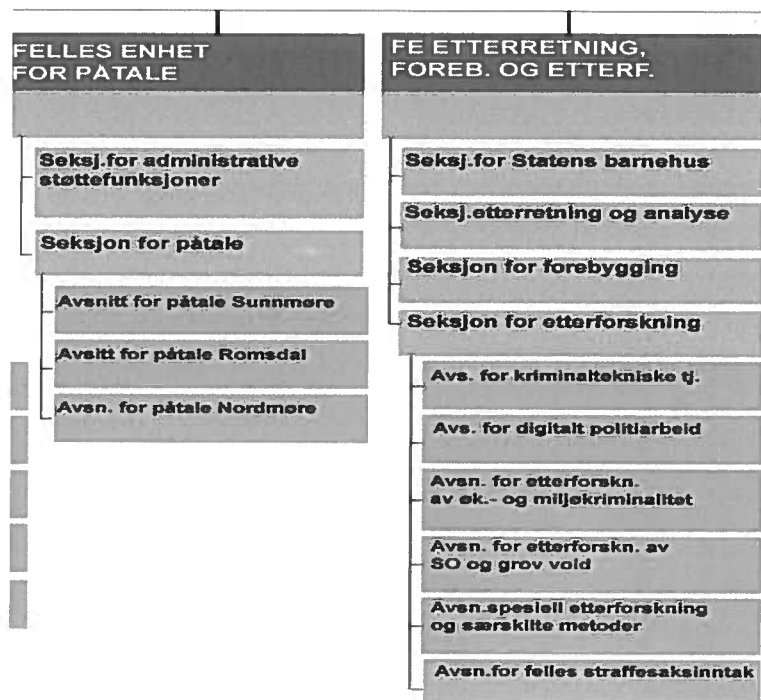 FELLES ENHET
FOR PÅTALE
Seksj.for administrative
støttefunksjoner
Seksjon for påtale
Avsnitt for påtale Sunnmøre
Avsitt for påtale Romsdal
Avsn. for påtale Nordmøre
FE ETTERRETNING,
FOREB. OG ETTERF.
Seksj.for Statens barnehus
Seksj.etterretning og analyse
Seksjon for forebygging
Seksjon for etterforskning
Avs. for kriminaltekniske tj.
Avs. for digitalt politiarbeid
Avsn. for etterforskn.
av øk.- og miljøkriminalitet
Avsn. for etterforskn. av
SO og grov vold
Avsn.spesiell etterforskning
og særskilte metoder
Avsn.for felles straffesaksinntak